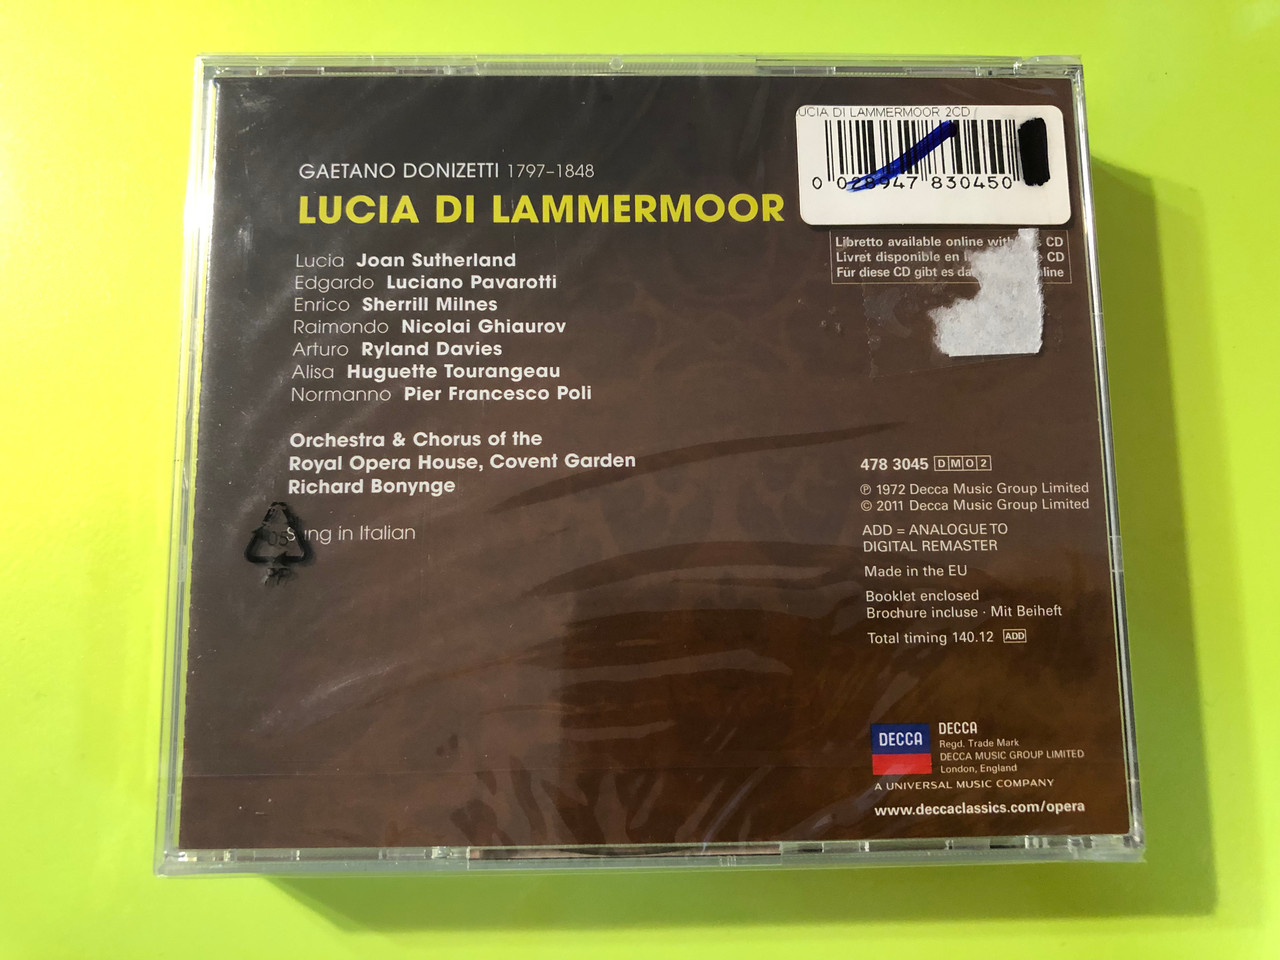 UCIA DI LAMMERMOOR 2CD
0 028947 830450
GAETANO DONIZETTI 1797–1848
LUCIA DI LAMMERMOOR
Libretto available online with CD
Livret disponible en CD
Für diese CD gibt es online
Lucia Joan Sutherland
Edgardo Luciano Pavarotti
Enrico Sherrill Milnes
Raimondo Nicolai Ghiaurov
Arturo Ryland Davies
Alisa Huguette Tourangeau
Normanno Pier Francesco Poli
Orchestra & Chorus of the
Royal Opera House, Covent Garden
Richard Bonynge
Sung in Italian
05
PP
478 3045 DMO2
℗ 1972 Decca Music Group Limited
© 2011 Decca Music Group Limited
ADD = ANALOGUE TO
DIGITAL REMASTER
Made in the EU
Booklet enclosed
Brochure incluse · Mit Beiheft
Total timing 140.12 ADD
DECCA
DECCA
Regd. Trade Mark
DECCA MUSIC GROUP LIMITED
London, England
A UNIVERSAL MUSIC COMPANY
www.deccaclassics.com/opera